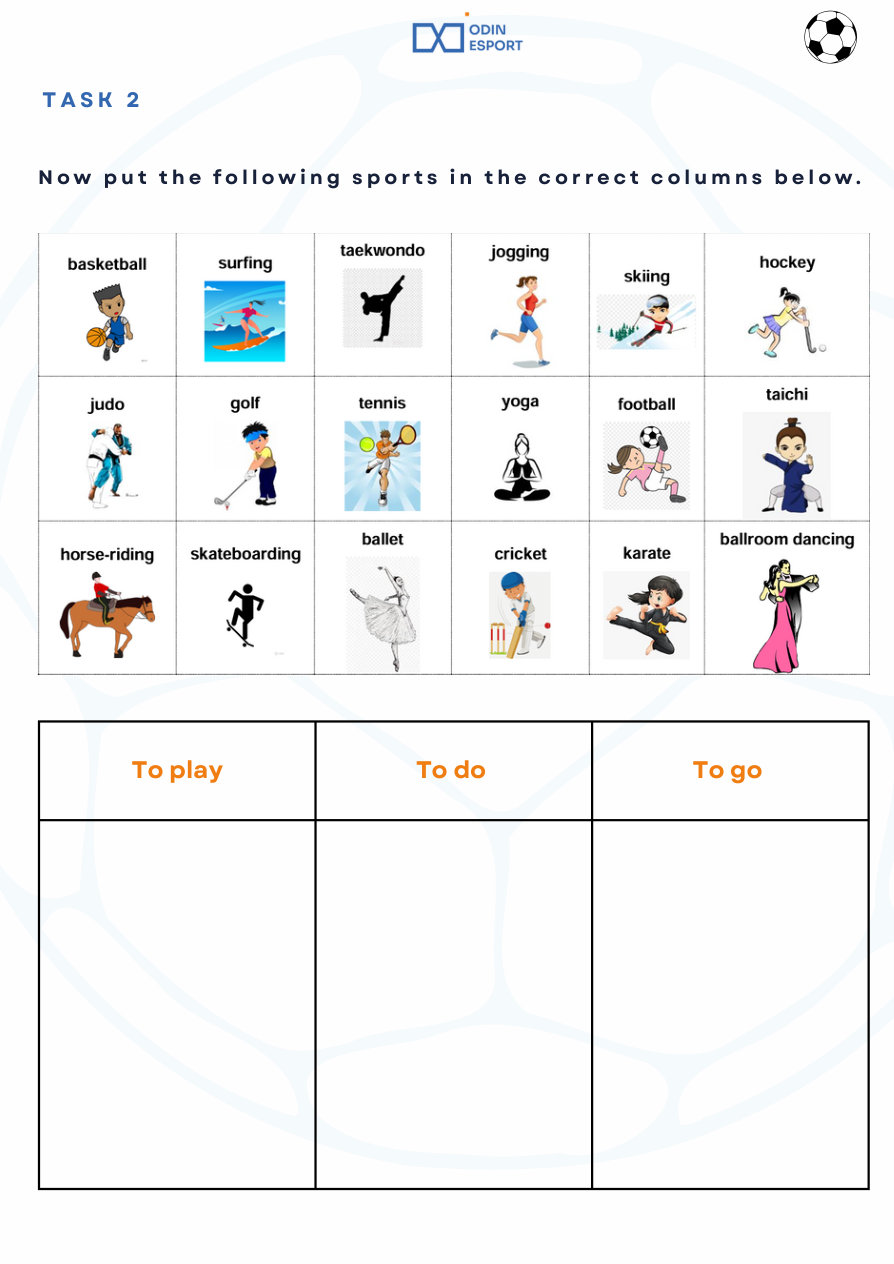 ODIN
ESPORT
TASK 2
Now put the following sports in the correct columns below.
basketball
surfing
taekwondo
jogging
skiing
hockey
judo
golf
tennis
yoga
football
taichi
horse-riding
skateboarding
ballet
cricket
karate
ballroom dancing
To play
To do
To go